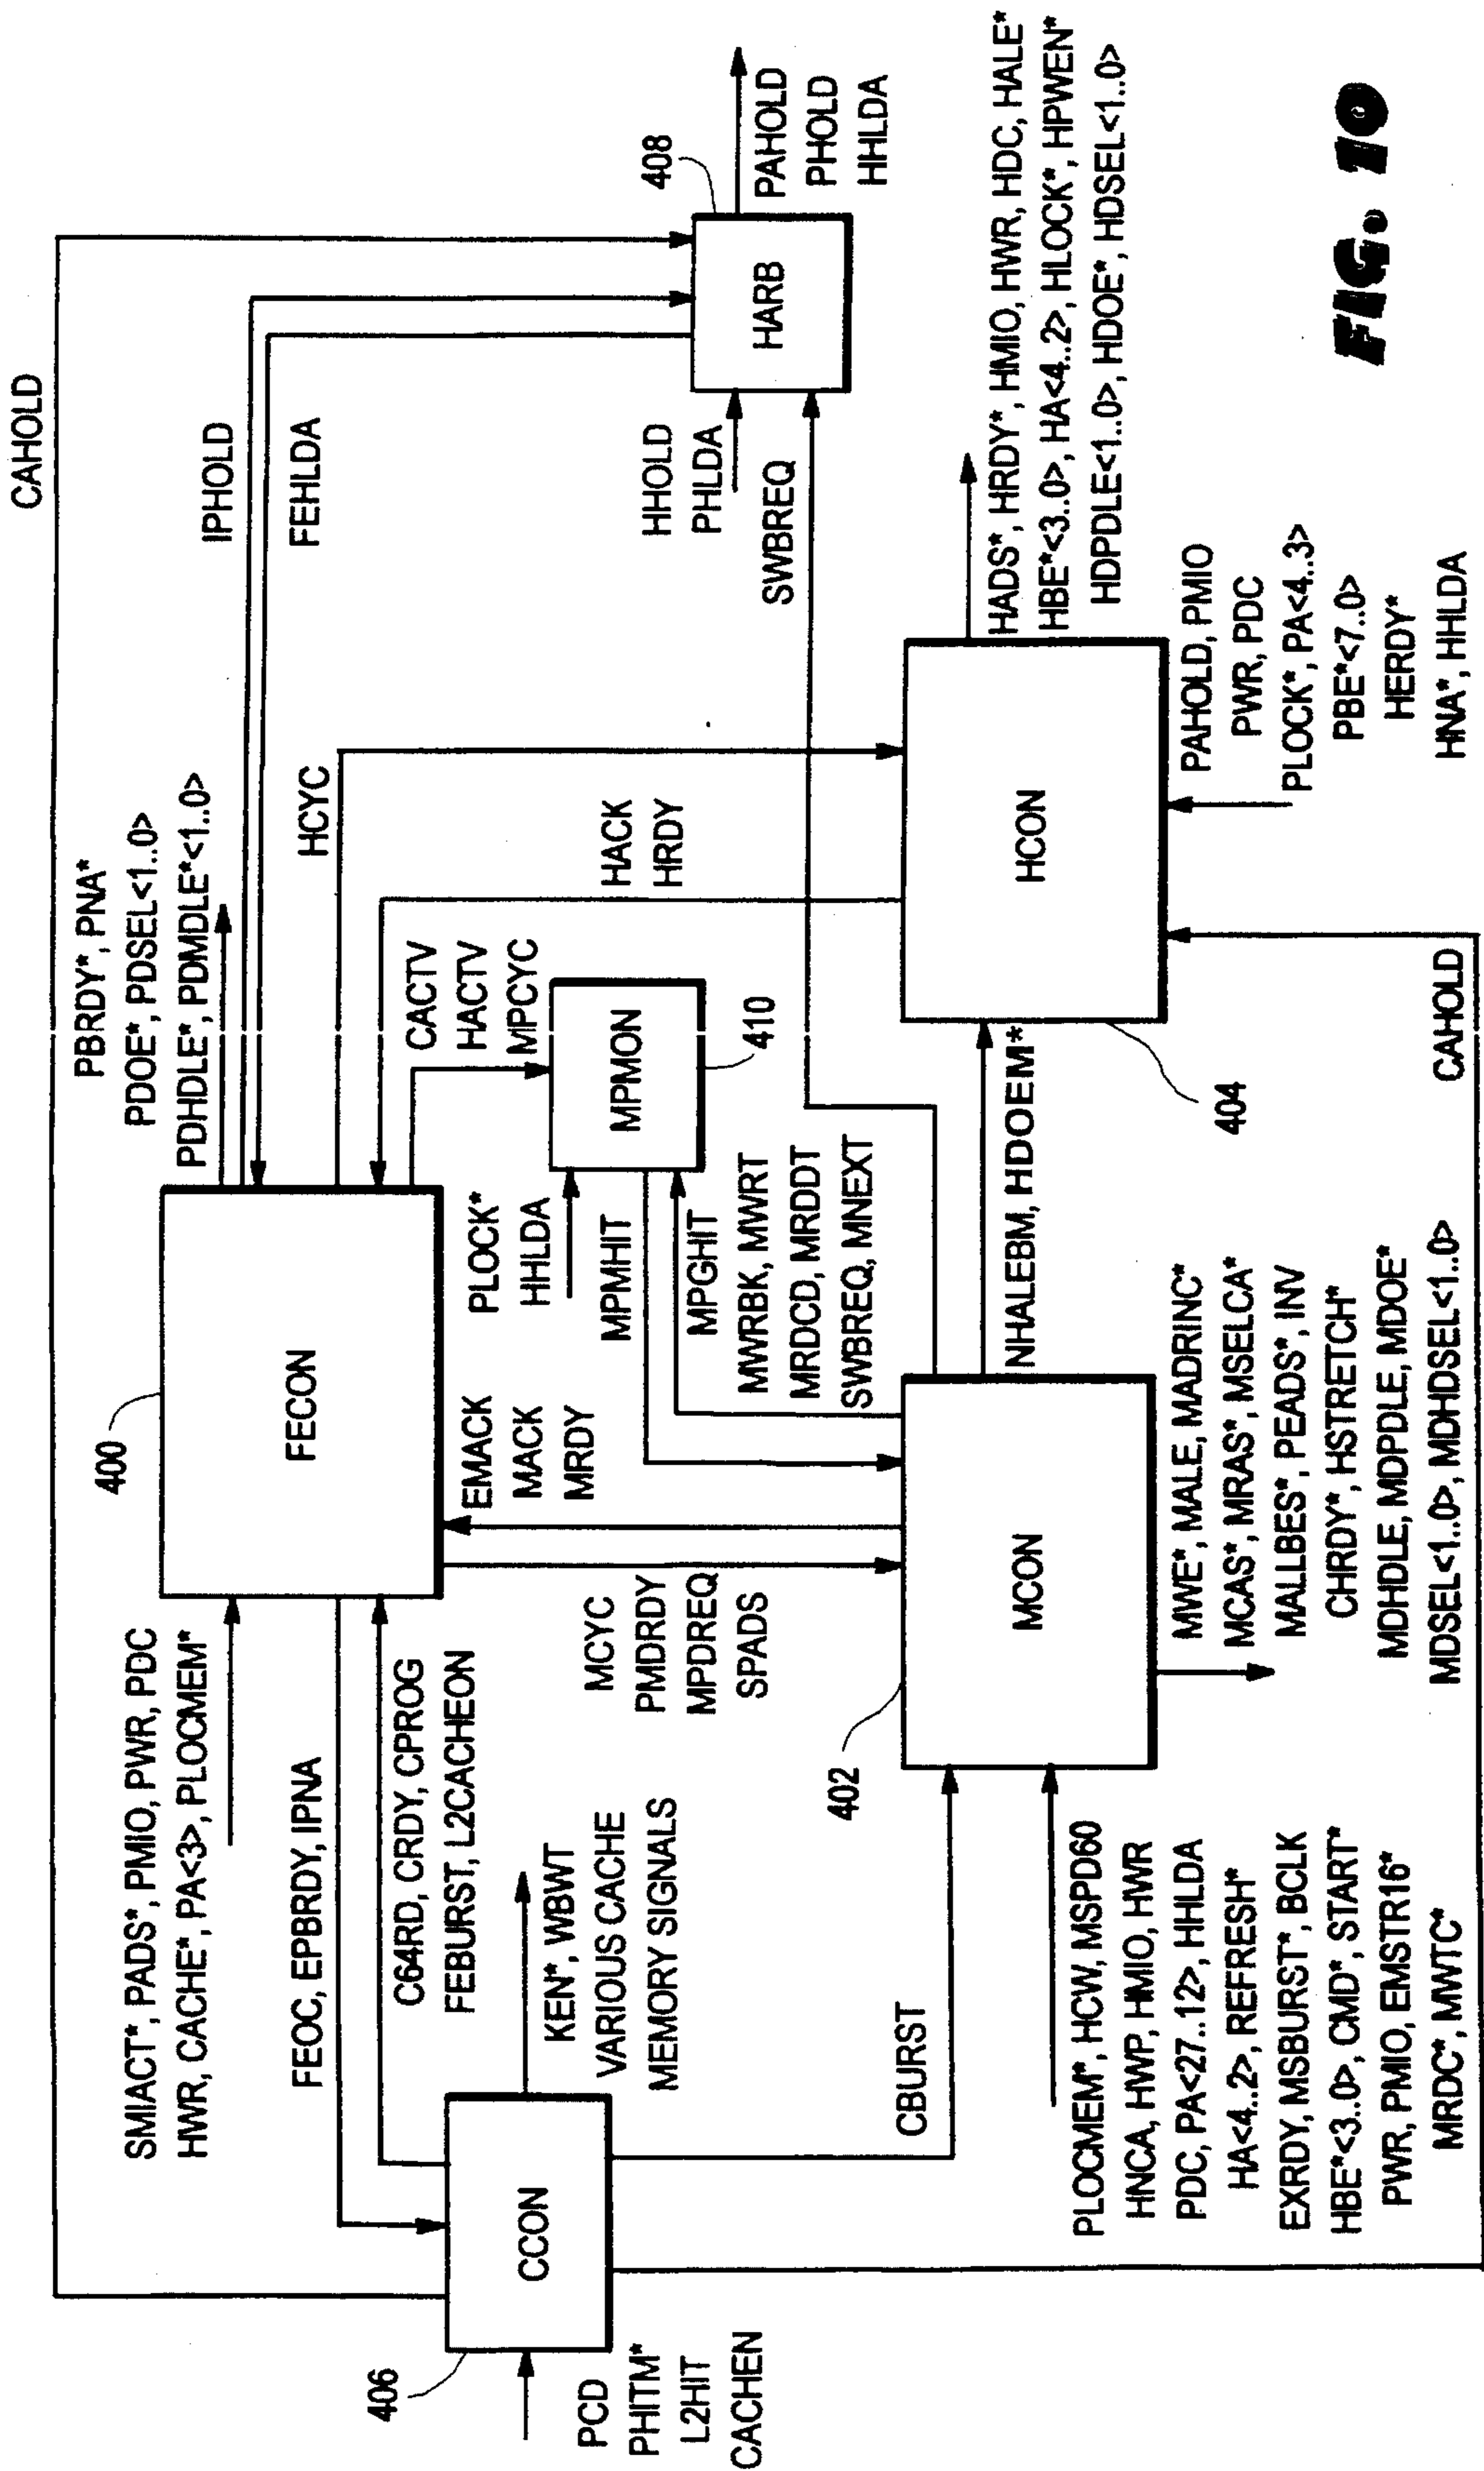 CAHOLD
IPHOLD
FEHLDA
PBRDY*, PNA*
PDOE*, PDSEL<1..0>
PDHDLE*, PDMDLE*<1..0>
HCYC
HACK
HRDY
CACTV
HACTV
MPCYC
408
HARB
PAHOLD
PHOLD
HHLDA
HHOLD
PHLDA
SWBREQ
400
FECON
SMIACT*, PADS*, PMIO, PWR, PDC
HWR, CACHE*, PA<3>, PLOCMEM*
FEOC, EPBRDY, IPNA
C64RD, CRDY, CPROG
FEBURST, L2CACHEON
PLOCK*
HHLDA
MPMON
410
MPMHIT
MPGHIT
MWRBK, MWRT
MRDCD, MRDDT
SWBREQ, MNEXT
EMACK
MACK
MRDY
MCYC
PMDRDY
MPDREQ
SPADS
406
CCON
PCD
PHITM*
L2HIT
CACHEN
KEN*, WBWT
VARIOUS CACHE
MEMORY SIGNALS
CBURST
402
MCON
PLOCMEM*, HCW, MSPD60
HNCA, HWP, HMIO, HWR
PDC, PA<27..12>, HHLDA
HA<4..2>, REFRESH*
EXRDY, MSBURST*, BCLK
HBE*<3..0>, CMD*, START*
PWR, PMIO, EMSTR16*
MRDC*, MWTC*
MWE*, MALE, MADRINC*
MCAS*, MRAS*, MSELCA*
MALLBES*, PEADS*, INV
CHRDY*, HSTRETCH*
MDHDLE, MDPDLE, MDOE*
MDSEL<1..0>, MDHDSEL<1..0>
NHALEBM, HDOEM*
HCON
404
CAHOLD
PAHOLD, PMIO
PWR, PDC
PLOCK*, PA<4..3>
PBE*<7..0>
HERDY*
HNA*, HHLDA
HADS*, HRDY*, HMIO, HWR, HDC, HALE*
HBE*<3..0>, HA<4..2>, HLOCK*, HPWEN*
HDPDLE<1..0>, HDOE*, HDSEL<1..0>
FIG. 10